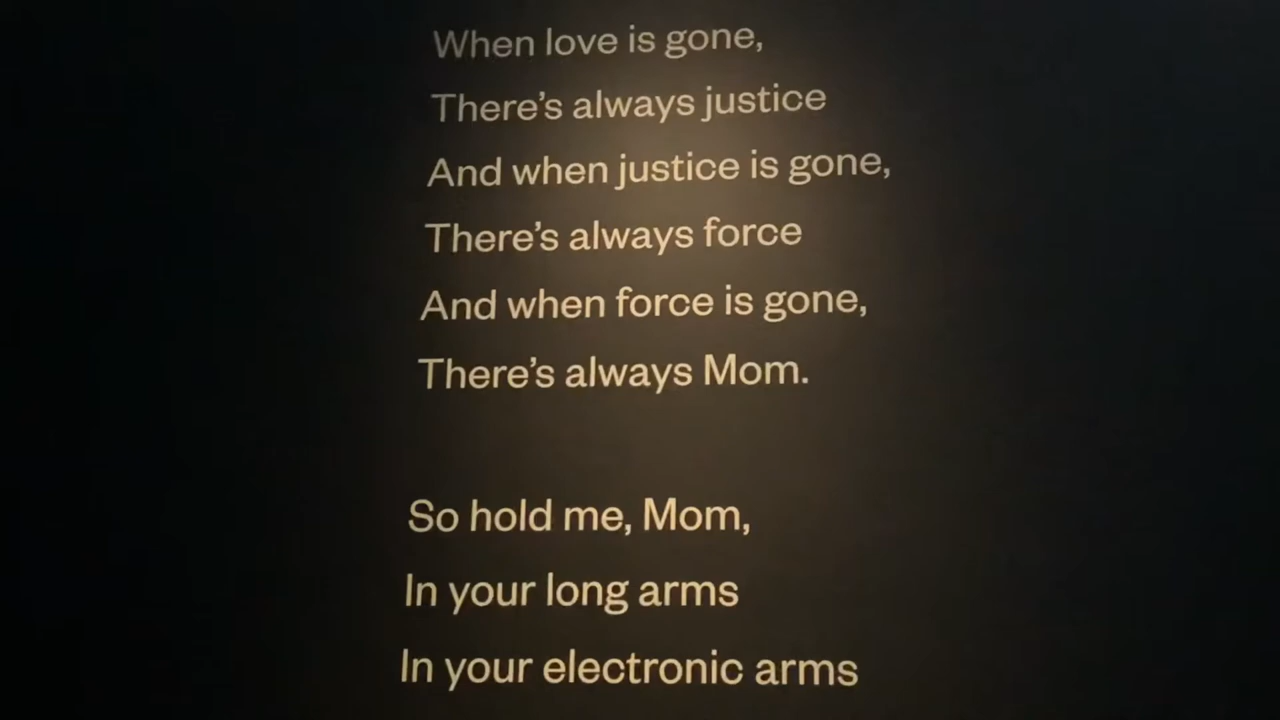 When love is gone,
There's always justice
And when justice is gone,
There's always force
And when force is gone,
There's always Mom.
So hold me, Mom,
In your long arms
In your electronic arms